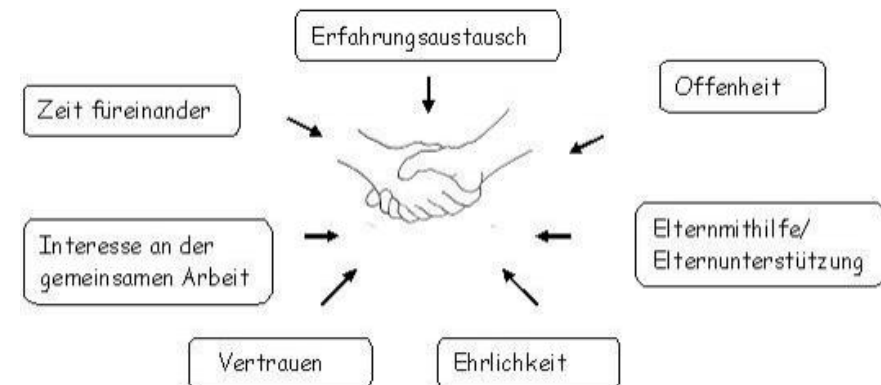 Erfahrungsaustausch
Zeit füreinander
Offenheit
Interesse an der
gemeinsamen Arbeit
Elternmithilfe/
Elternunterstützung
Vertrauen
Ehrlichkeit